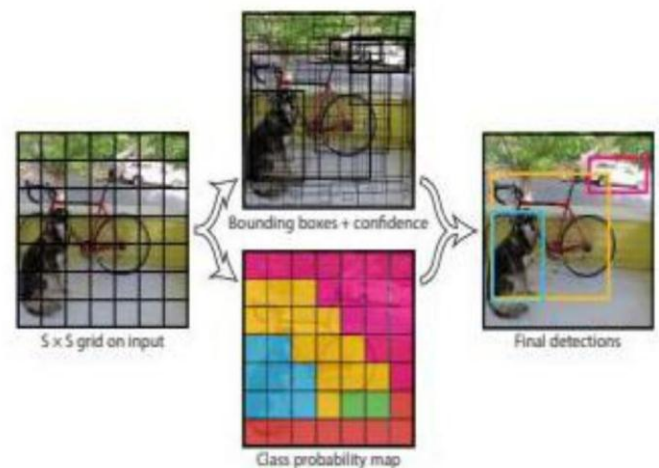 Bounding boxes + confidence
S × S grid on input
Final detections
Class probability map